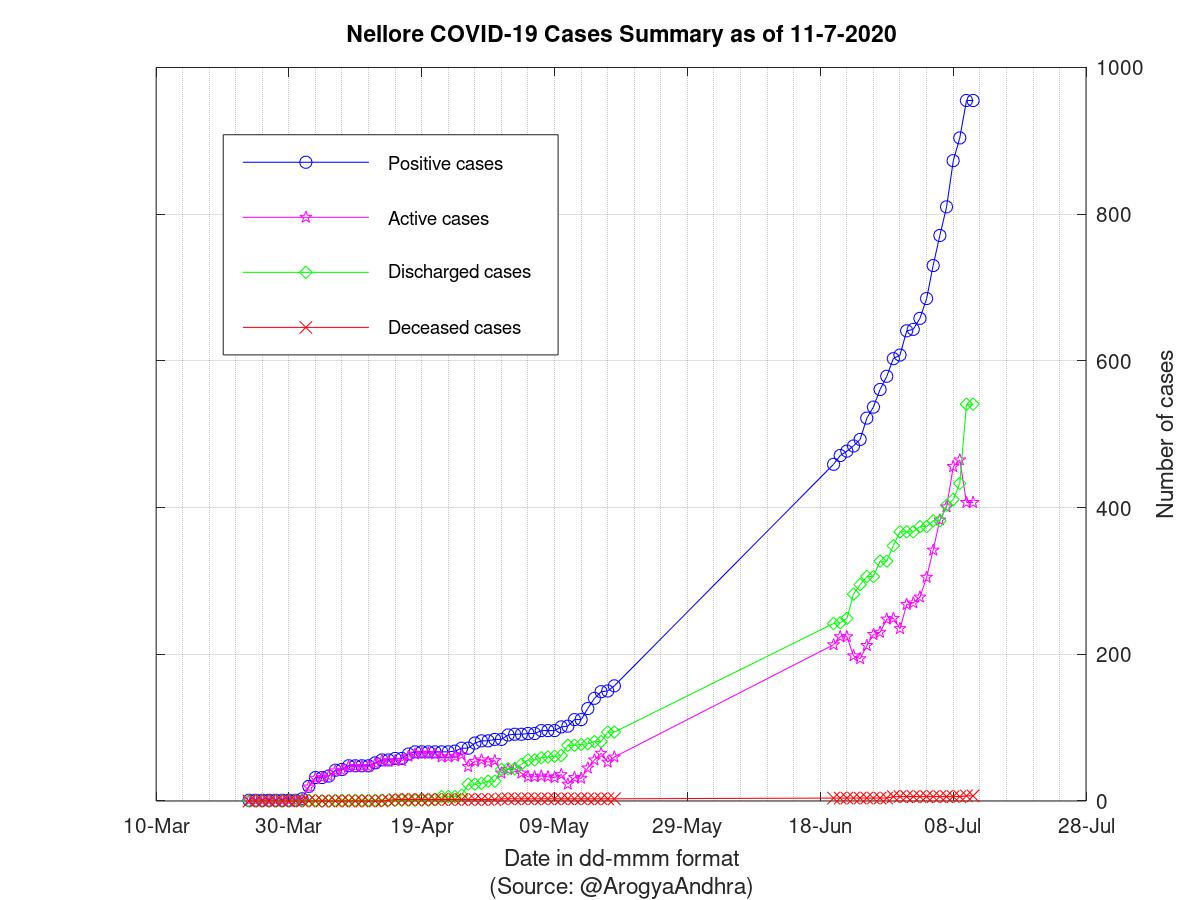 Nellore COVID-19 Cases Summary as of 11-7-2020
Positive cases
Active cases
Discharged cases
Deceased cases
1000
800
600
400
200
0
Number of cases
10-Mar 30-Mar 19-Apr 09-May 29-May 18-Jun 08-Jul 28-Jul
Date in dd-mmm format
(Source: @ArogyaAndhra)